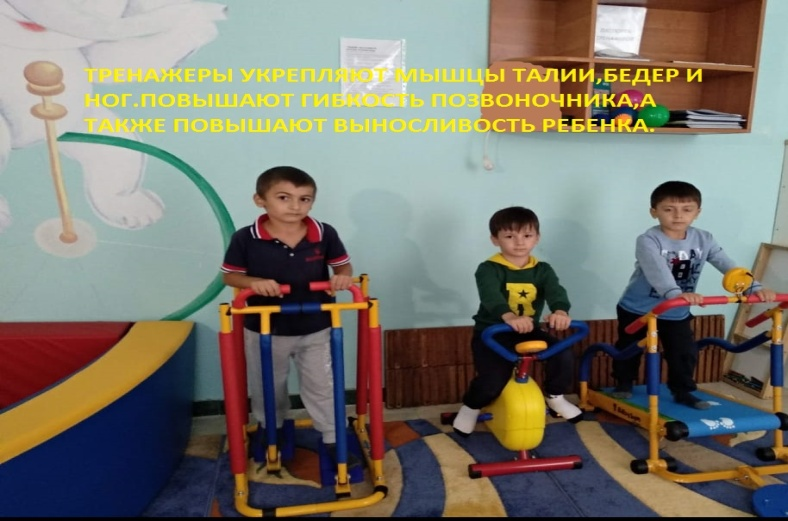 ТРЕНАЖЕРЫ УКРЕПЛЯЮТ МЫШЦЫ ТАЛИИ,БЕДЕР И
НОГ.ПОВЫШАЮТ ГИБКОСТЬ ПОЗВОНОЧНИКА,А
ТАКЖЕ ПОВЫШАЮТ ВЫНОСЛИВОСТЬ РЕБЕНКА.